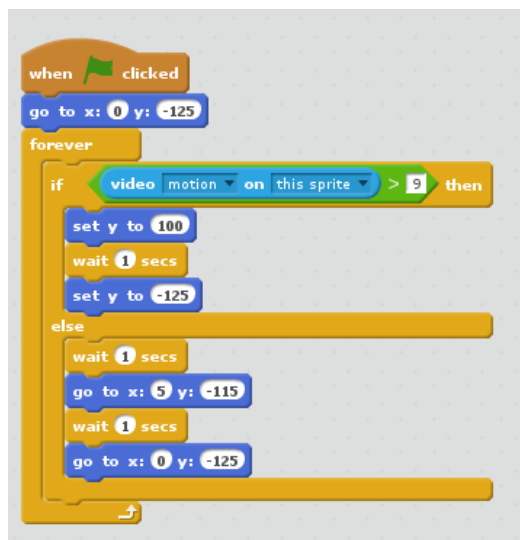 when clicked
go to x: 0 y: -125
forever
if video motion on this sprite > 9 then
set y to 100
wait 1 secs
set y to -125
else
wait 1 secs
go to x: 5 y: -115
wait 1 secs
go to x: 0 y: -125